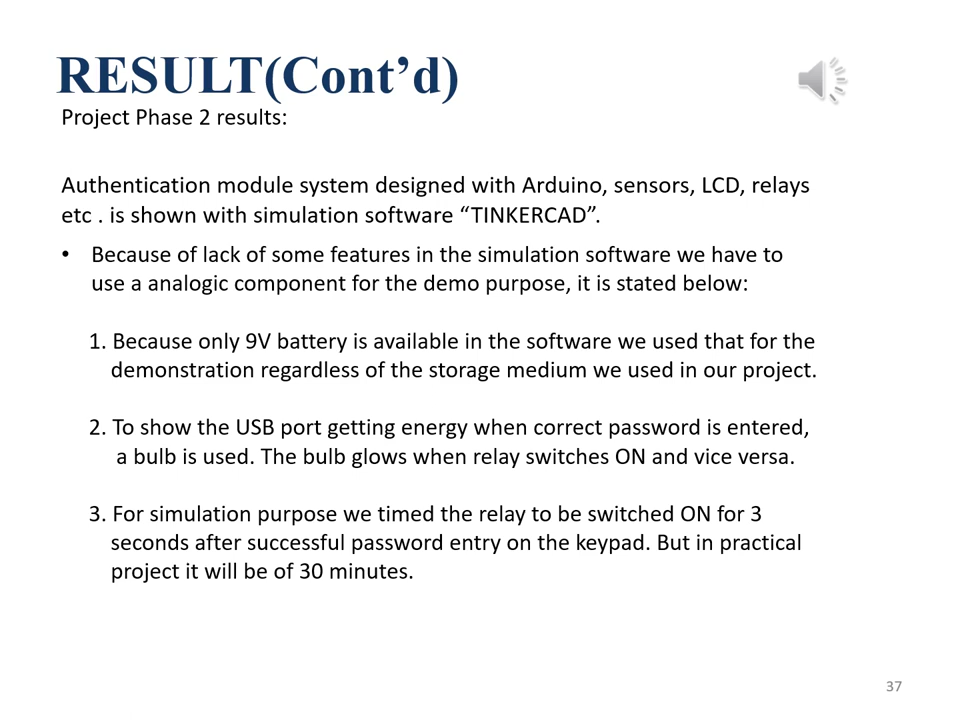 RESULT(Cont’d)
Project Phase 2 results:
Authentication module system designed with Arduino, sensors, LCD, relays
etc . is shown with simulation software “TINKERCAD”.
• Because of lack of some features in the simulation software we have to
use a analogic component for the demo purpose, it is stated below:
1. Because only 9V battery is available in the software we used that for the
demonstration regardless of the storage medium we used in our project.
2. To show the USB port getting energy when correct password is entered,
a bulb is used. The bulb glows when relay switches ON and vice versa.
3. For simulation purpose we timed the relay to be switched ON for 3
seconds after successful password entry on the keypad. But in practical
project it will be of 30 minutes.
37